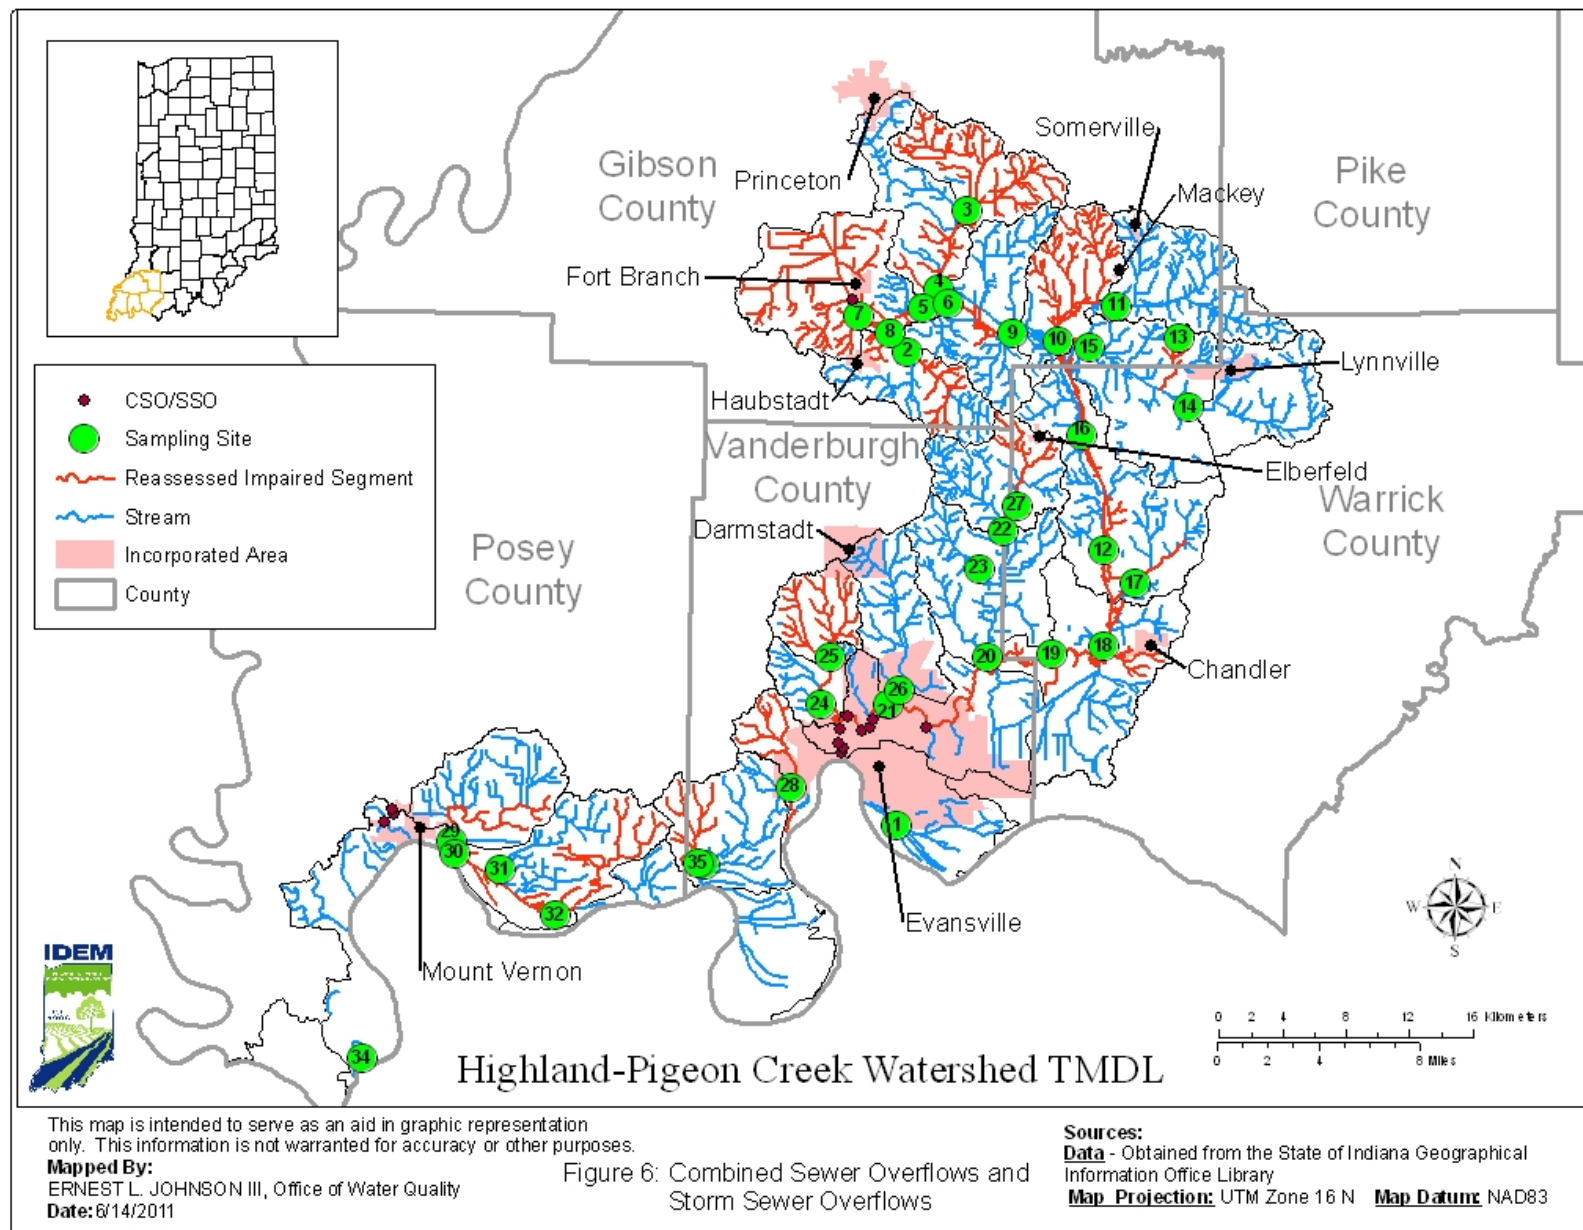 Gibson
County
Princeton
Somerville
Mackey
Pike
County
Fort Branch
Haubstadt
Lynnville
Elberfeld
Vanderburgh
County
Warrick
County
Darmstadt
Posey
County
Chandler
Evansville
Mount Vernon
CSO/SSO
Sampling Site
Reassessed Impaired Segment
Stream
Incorporated Area
County
3
4
5
6
7
8
2
9
10
11
15
13
14
16
27
22
12
23
17
25
20
19
18
24
26
21
28
1
29
30
31
35
32
34
N
W
E
S
IDEM
0 2 4 8 12 16 Kilometers
0 2 4 8 Miles
Highland-Pigeon Creek Watershed TMDL
This map is intended to serve as an aid in graphic representation
only. This information is not warranted for accuracy or other purposes.
Mapped By:
ERNEST L. JOHNSON III, Office of Water Quality
Date:6/14/2011
Figure 6: Combined Sewer Overflows and
Storm Sewer Overflows
Sources:
Data - Obtained from the State of Indiana Geographical
Information Office Library
Map Projection: UTM Zone 16 N Map Datum: NAD83